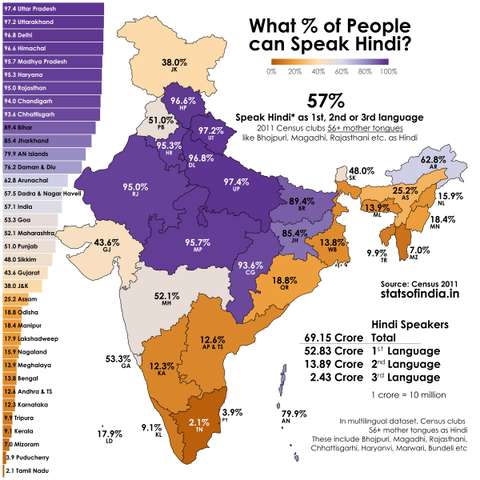 97.4 Uttar Pradesh
97.2 Uttarakhand
96.8 Delhi
96.6 Himachal
95.7 Madhya Pradesh
95.3 Haryana
95.0 Rajasthan
94.0 Chandigarh
93.6 Chhattisgarh
89.4 Bihar
85.4 Jharkhand
79.9 AN Islands
76.2 Daman & Diu
62.8 Arunachal
57.5 Dadra & Nagar Haveli
57.1 India
53.3 Goa
52.1 Maharashtra
51.0 Punjab
48.0 Sikkim
43.6 Gujarat
38.0 J&K
25.2 Assam
18.8 Odisha
18.4 Manipur
17.9 Lakshadweep
15.9 Nagaland
13.9 Meghalaya
13.8 Bengal
12.6 Andhra & TS
12.3 Karnataka
9.9 Tripura
9.1 Kerala
7.0 Mizoram
3.9 Puducherry
2.1 Tamil Nadu
What % of People
can Speak Hindi?
0% 20% 40% 60% 80% 100%
57%
Speak Hindi* as 1st, 2nd or 3rd language
2011 Census clubs 56+ mother tongues
like Bhojpuri, Magadhi, Rajasthani etc. as Hindi
38.0%
JK
96.6%
HP
51.0%
PB
97.2%
UT
95.3%
HR
96.8%
DL
95.0%
RJ
97.4%
UP
48.0%
SK
62.8%
AR
89.4%
BR
25.2%
AS
15.9%
NL
13.9%
ML
18.4%
MN
43.6%
GJ
95.7%
MP
85.4%
JH
13.8%
WB
9.9%
TR
7.0%
MZ
93.6%
CG
18.8%
OR
52.1%
MH
12.6%
AP & TS
53.3%
GA
12.3%
KA
79.9%
AN
17.9%
LD
9.1%
KL
2.1%
TN
3.9%
PY
Source: Census 2011
statsofindia.in
Hindi Speakers
69.15 Crore Total
52.83 Crore 1st Language
13.89 Crore 2nd Language
2.43 Crore 3rd Language
1 crore = 10 million
In multilingual dataset, Census clubs
56+ mother tongues as Hindi
These include Bhojpuri, Magadhi, Rajasthani,
Chhattisgarhi, Haryanvi, Marwari, Bundeli etc